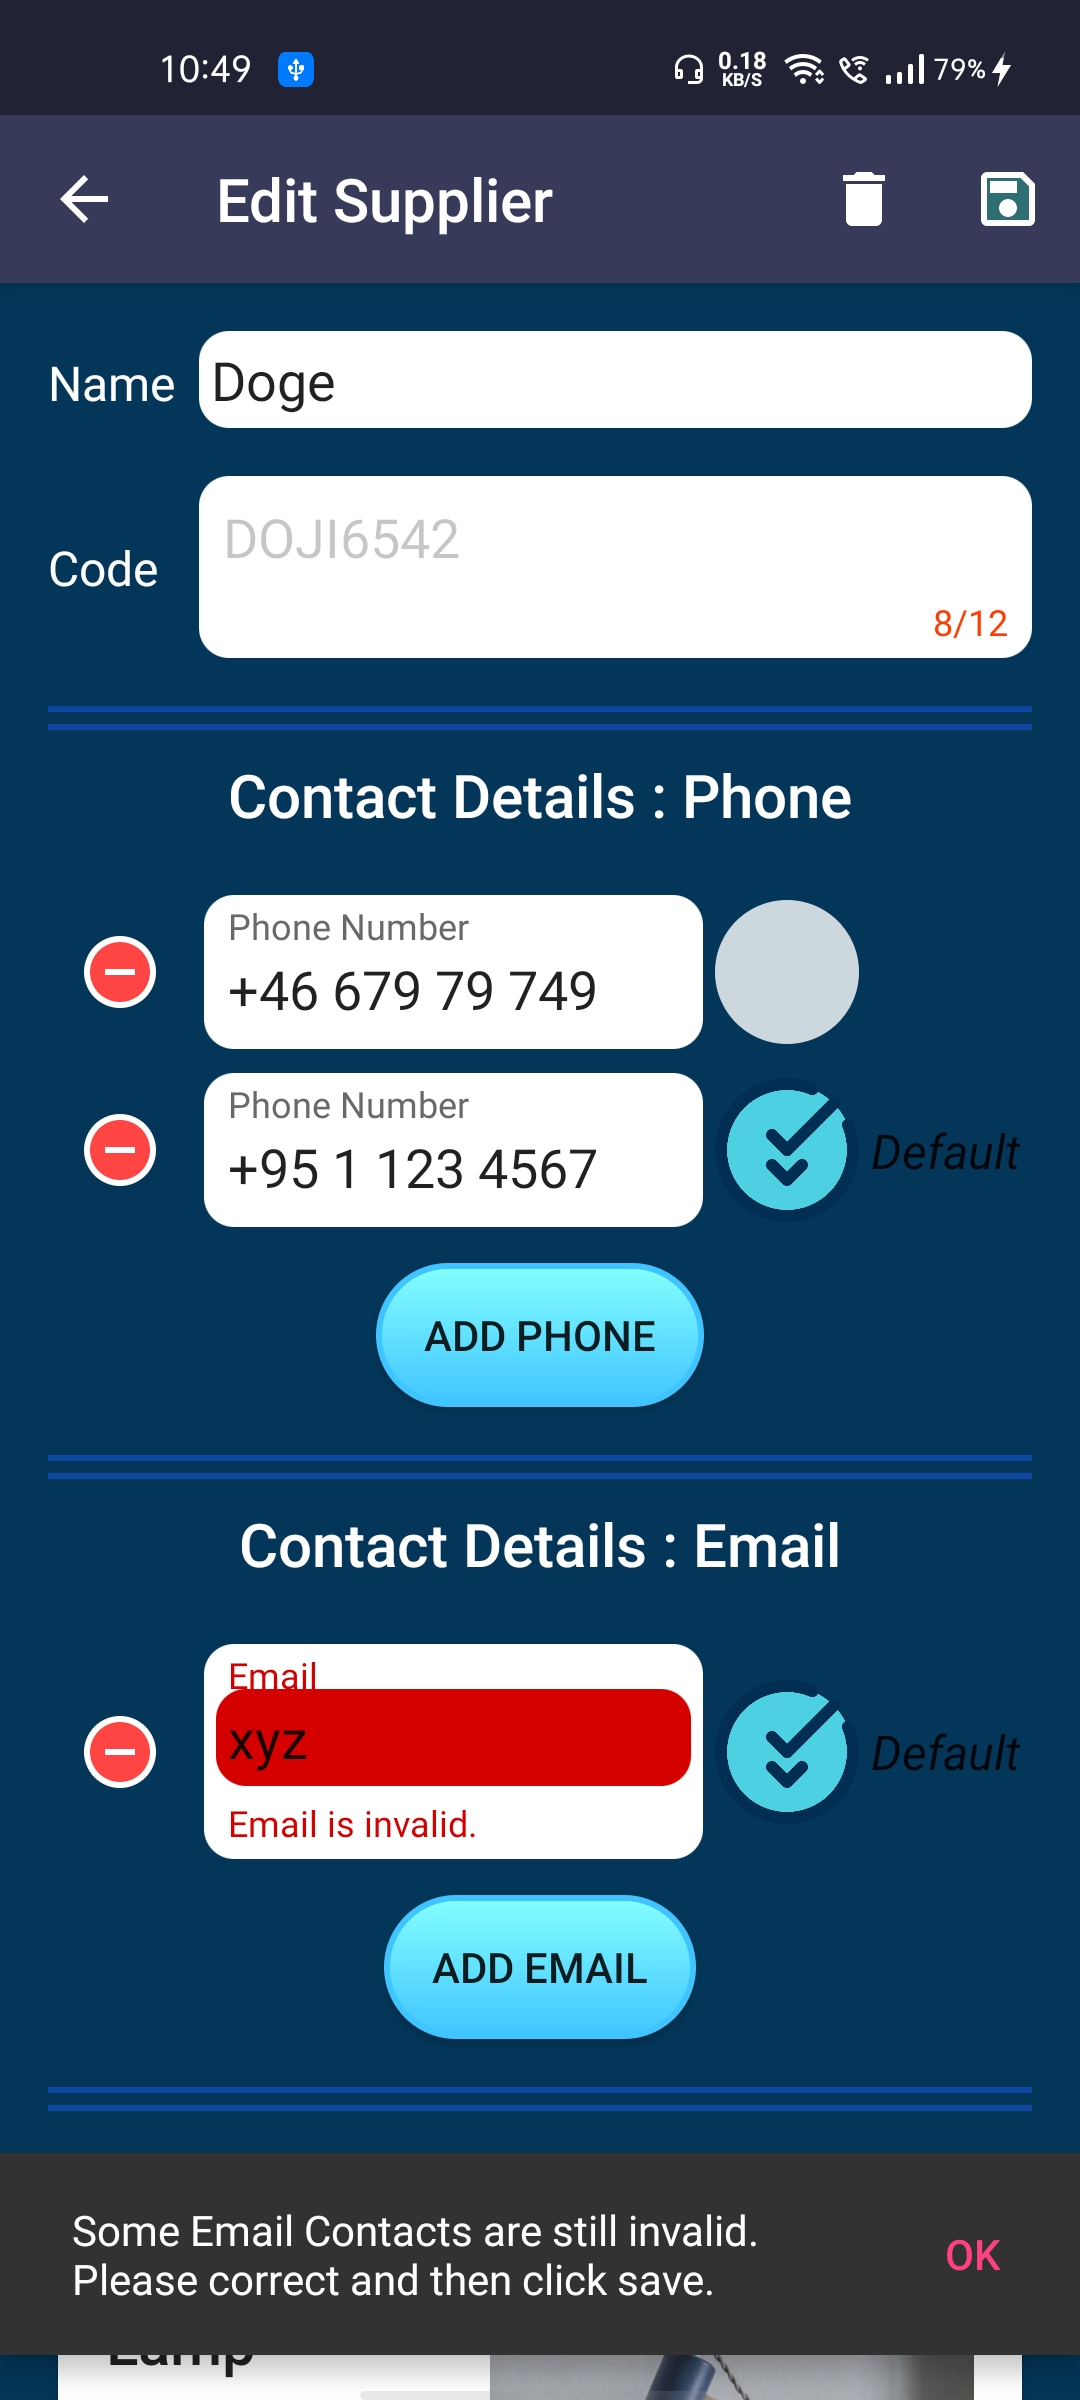 10:49
0.18
KB/S
79%
Edit Supplier
Name
Doge
Code
DOJI6542
8/12
Contact Details : Phone
Phone Number
+46 679 79 749
Phone Number
+95 1 123 4567
Default
ADD PHONE
Contact Details : Email
Email
xyz
Default
Email is invalid.
ADD EMAIL
Some Email Contacts are still invalid.
Please correct and then click save.
OK